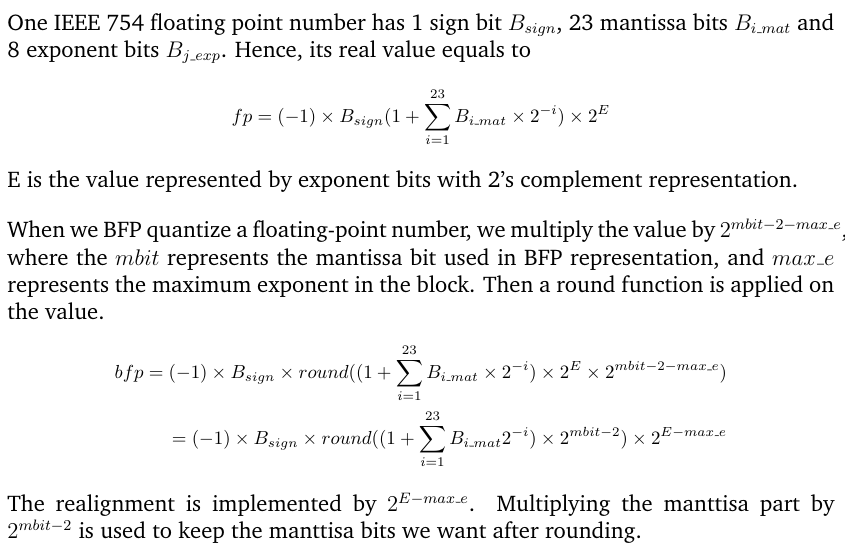 One IEEE 754 floating point number has 1 sign bit $B_{sign}$, 23 mantissa bits $B_{i\_mat}$ and
8 exponent bits $B_{j\_exp}$. Hence, its real value equals to
$fp = (-1) \times B_{sign}(1 + \sum_{i=1}^{23} B_{i\_mat} \times 2^{-i}) \times 2^{E}$
E is the value represented by exponent bits with 2's complement representation.
When we BFP quantize a floating-point number, we multiply the value by $2^{mbit-2-max\_e}$,
where the $mbit$ represents the mantissa bit used in BFP representation, and $max\_e$
represents the maximum exponent in the block. Then a round function is applied on
the value.
$bfp = (-1) \times B_{sign} \times round((1 + \sum_{i=1}^{23} B_{i\_mat} \times 2^{-i}) \times 2^{E} \times 2^{mbit-2-max\_e})$
$= (-1) \times B_{sign} \times round((1 + \sum_{i=1}^{23} B_{i\_mat} 2^{-i}) \times 2^{mbit-2}) \times 2^{E-max\_e}$
The realignment is implemented by $2^{E-max\_e}$. Multiplying the manttisa part by
$2^{mbit-2}$ is used to keep the manttisa bits we want after rounding.